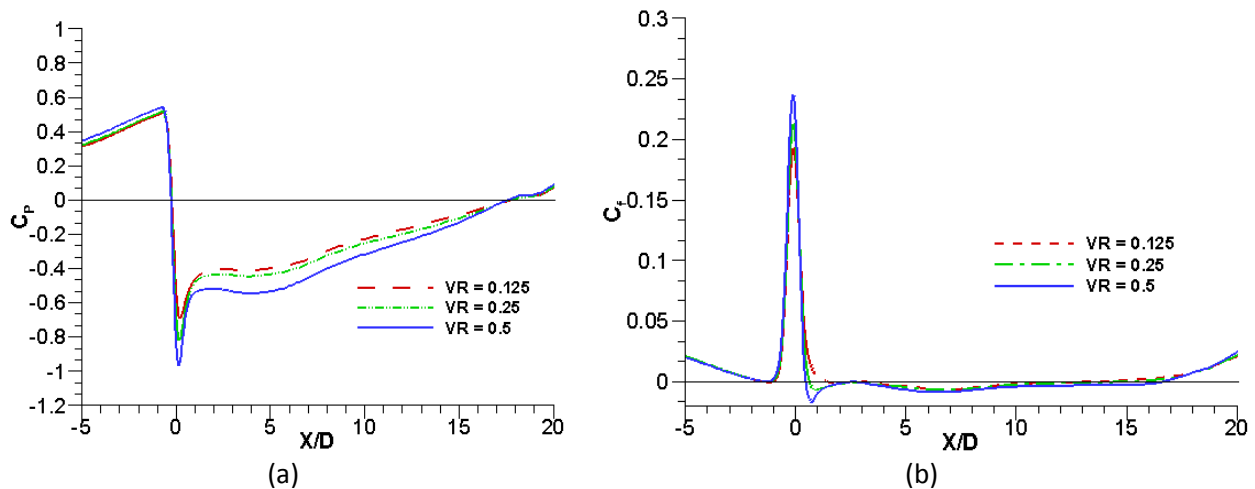 1
0.8
0.6
0.4
0.2
0
-0.2
-0.4
-0.6
-0.8
-1
-1.2
CP
-5 0 5 10 15 20
X/D
VR = 0.125
VR = 0.25
VR = 0.5
(a)
0.3
0.25
0.2
0.15
0.1
0.05
0
Cf
-5 0 5 10 15 20
X/D
VR = 0.125
VR = 0.25
VR = 0.5
(b)